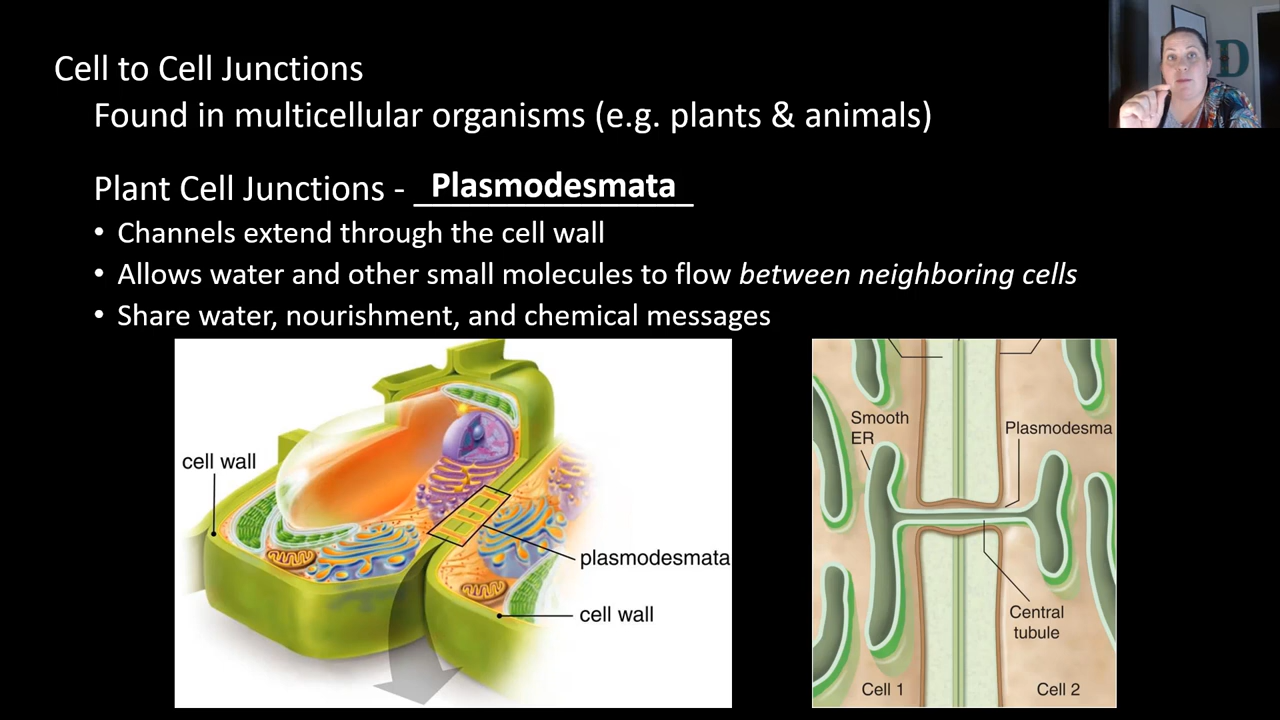 Cell to Cell Junctions
Found in multicellular organisms (e.g. plants & animals)
D
Plant Cell Junctions - Plasmodesmata
• Channels extend through the cell wall
• Allows water and other small molecules to flow between neighboring cells
• Share water, nourishment, and chemical messages
cell wall
plasmodesmata
cell wall
Smooth
ER
Plasmodesma
Central
tubule
Cell 1
Cell 2